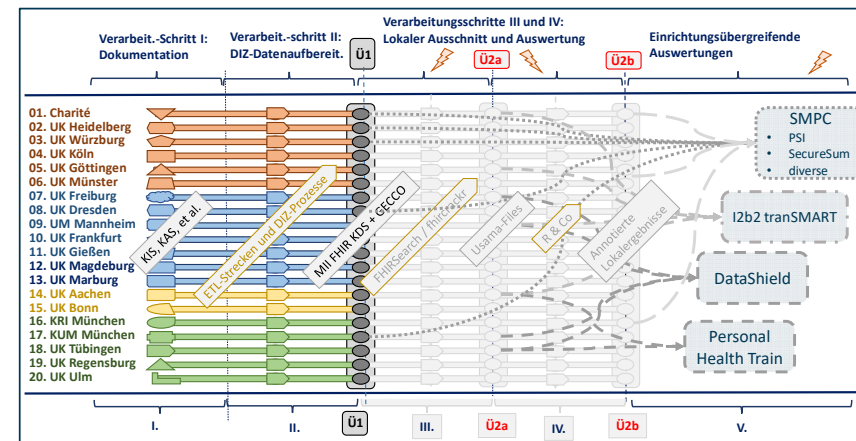 Verarbeit.-Schritt I:
Dokumentation
Verarbeit.-schritt II:
DIZ-Datenaufbereit.
Ü1
Verarbeitungsschritte III und IV:
Lokaler Ausschnitt und Auswertung
Ü2a
Ü2b
Einrichtungsübergreifende
Auswertungen
01. Charité
02. UK Heidelberg
03. UK Würzburg
04. UK Köln
05. UK Göttingen
06. UK Münster
07. UK Freiburg
08. UK Dresden
09. UM Mannheim
10. UK Frankfurt
11. UK Gießen
12. UK Magdeburg
13. UK Marburg
14. UK Aachen
15. UK Bonn
16. KRI München
17. KUM München
18. UK Tübingen
19. UK Regensburg
20. UK Ulm
KIS, KAS, et al.
ETL-Strecken und DIZ-Prozesse
MII FHIR KDS + GECCO
FHIRSearch / fhircrackr
Usama-Files
R & Co
Annotierte
Lokalergebnisse
SMPC
• PSI
• SecureSum
• diverse
I2b2 tranSMART
DataShield
Personal
Health Train
I.
II.
Ü1
III.
Ü2a
IV.
Ü2b
V.